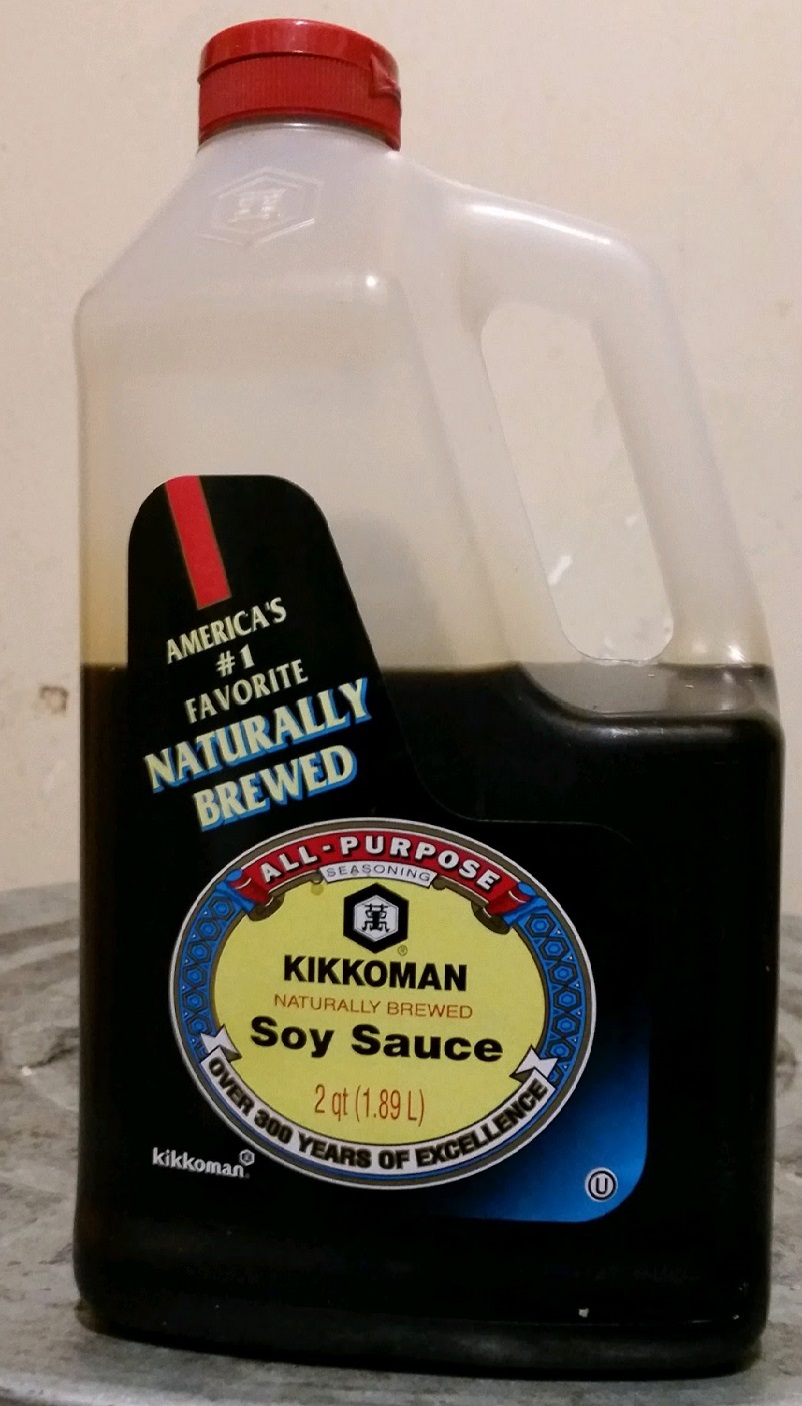 AMERICA'S
#1
FAVORITE
NATURALLY
BREWED
ALL-PURPOSE
SEASONING
®
KIKKOMAN
NATURALLY BREWED
Soy Sauce
2 qt (1.89 L)
OVER 300 YEARS OF EXCELLENCE
kikkoman®
U